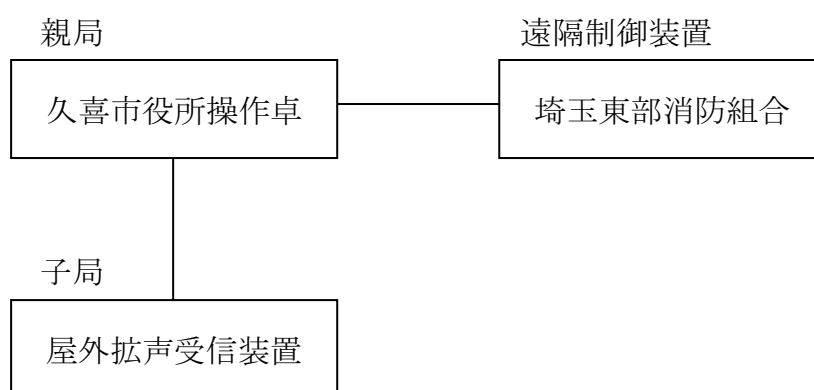 親局
遠隔制御装置
久喜市役所操作卓
埼玉東部消防組合
子局
屋外拡声受信装置